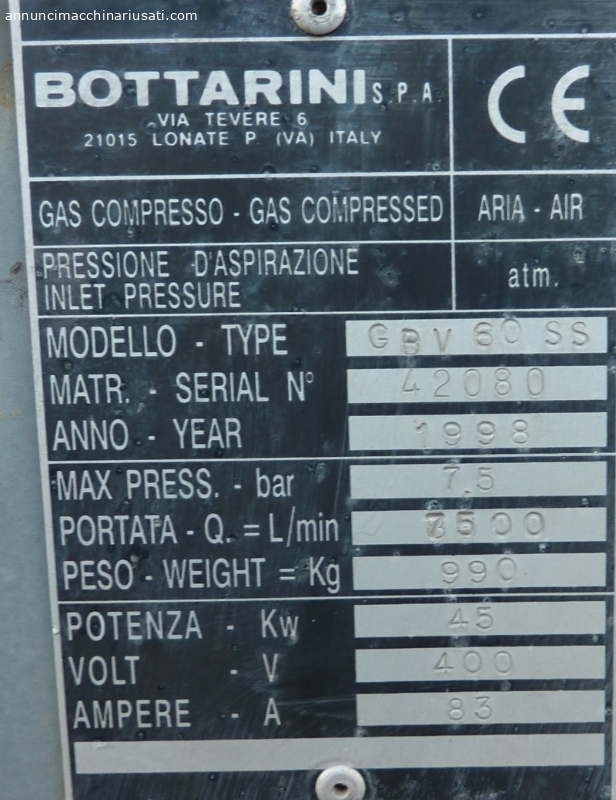 annuncimacchinariusati.com
BOTTARINI S.P.A.
VIA TEVERE 6
21015 LONATE P. (VA) ITALY
CE
GAS COMPRESSO - GAS COMPRESSED ARIA - AIR
PRESSIONE D'ASPIRAZIONE
INLET PRESSURE
atm.
MODELLO - TYPE GBV 60 SS
MATR. - SERIAL N° 42080
ANNO - YEAR 1998
MAX PRESS. - bar 7,5
PORTATA - Q. = L/min
PESO - WEIGHT = Kg 990
POTENZA - Kw 45
VOLT - V 400
AMPERE - A 83